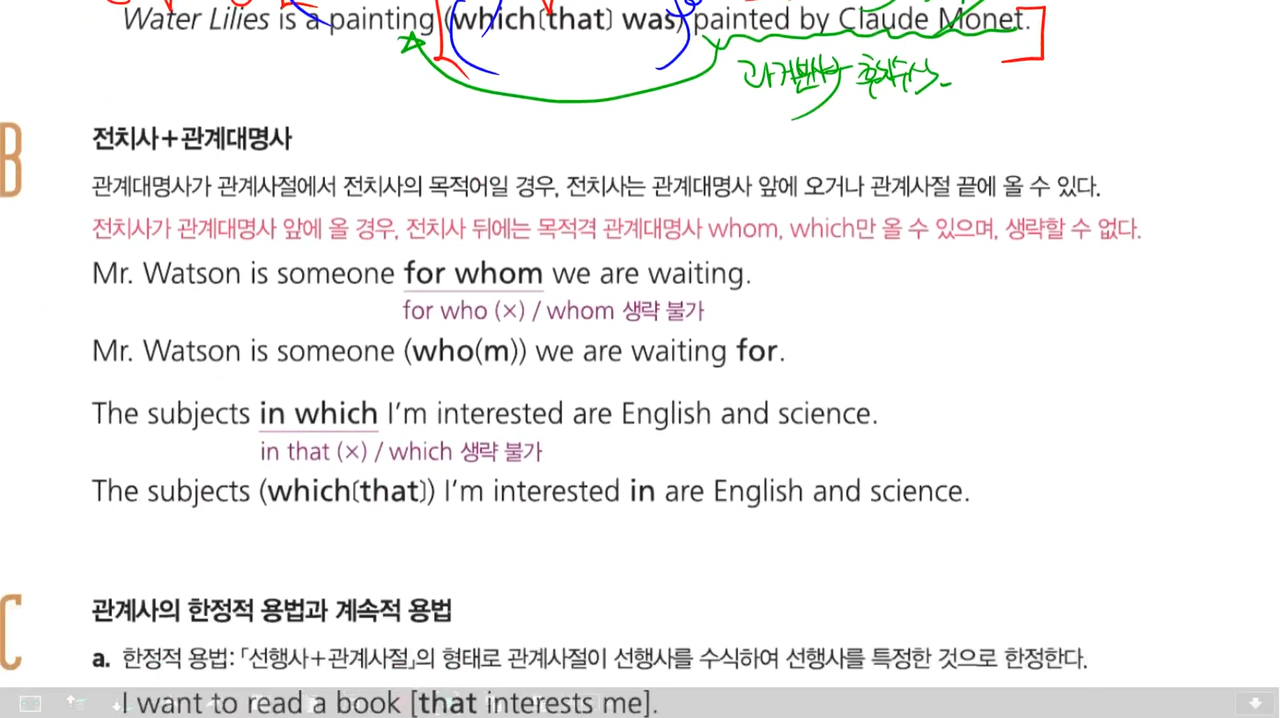 Water Lilies is a painting (which(that) was) painted by Claude Monet.
과거분사 후치수식
B
전치사+관계대명사
관계대명사가 관계사절에서 전치사의 목적어일 경우, 전치사는 관계대명사 앞에 오거나 관계사절 끝에 올 수 있다.
전치사가 관계대명사 앞에 올 경우, 전치사 뒤에는 목적격 관계대명사 whom, which만 올 수 있으며, 생략할 수 없다.
Mr. Watson is someone for whom we are waiting.
for who (×) / whom 생략 불가
Mr. Watson is someone (who(m)) we are waiting for.
The subjects in which I'm interested are English and science.
in that (×) / which 생략 불가
The subjects (which(that)) I'm interested in are English and science.
C
관계사의 한정적 용법과 계속적 용법
a. 한정적 용법: 「선행사+관계사절」의 형태로 관계사절이 선행사를 수식하여 선행사를 특정한 것으로 한정한다.
I want to read a book [that interests me].